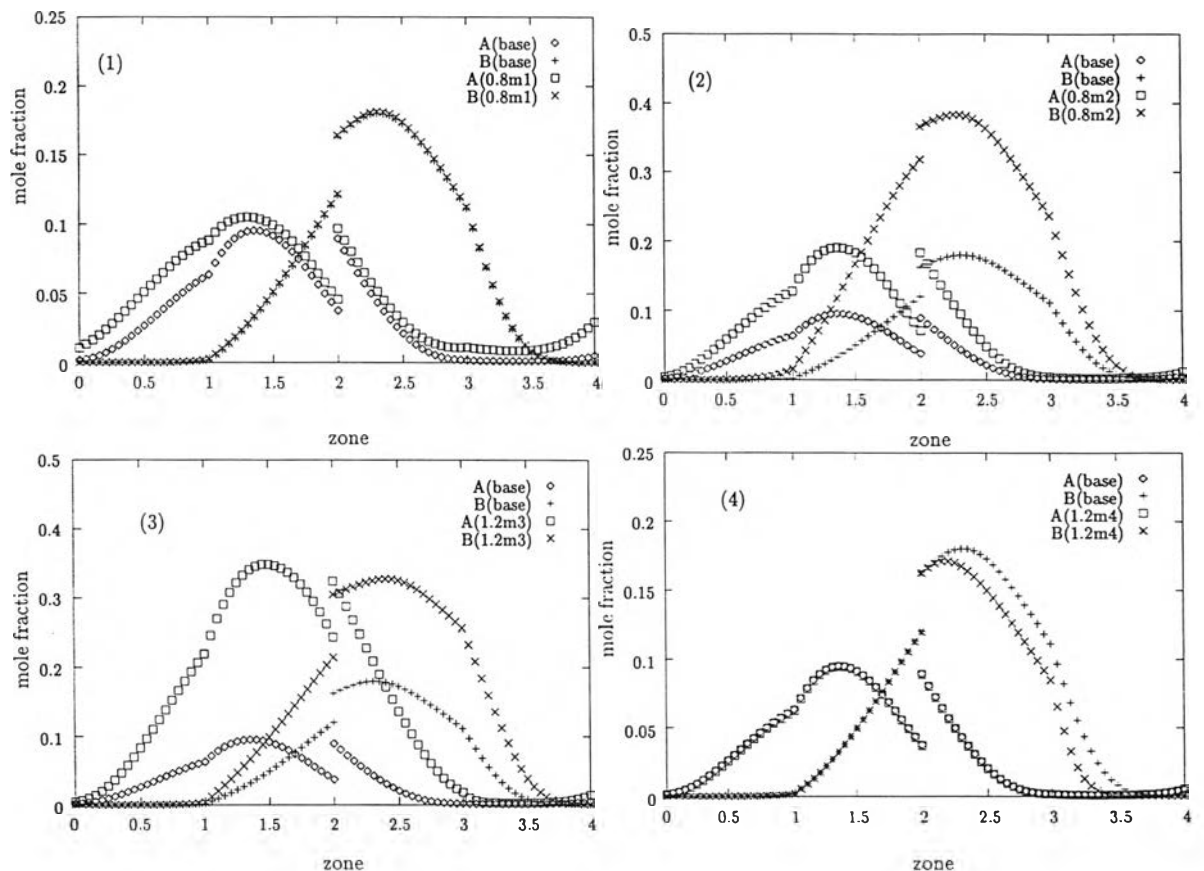 (1)
A(base)
B(base)
A(0.8m1)
B(0.8m1)
mole fraction
0.25
0.2
0.15
0.1
0.05
0
0 0.5 1 1.5 2 2.5 3 3.5 4
zone
(2)
A(base)
B(base)
A(0.8m2)
B(0.8m2)
mole fraction
0.5
0.4
0.3
0.2
0.1
0
0.5 1 1.5 2 2.5 3 3.5 4
zone
(3)
A(base)
B(base)
A(1.2m3)
B(1.2m3)
mole fraction
0.5
0.4
0.3
0.2
0.1
0
0 0.5 1 1.5 2 2.5 3 3.5 4
zone
(4)
A(base)
B(base)
A(1.2m4)
B(1.2m4)
mole fraction
0.25
0.2
0.15
0.1
0.05
0
0 0.5 1 1.5 2 2.5 3 3.5 4
zone